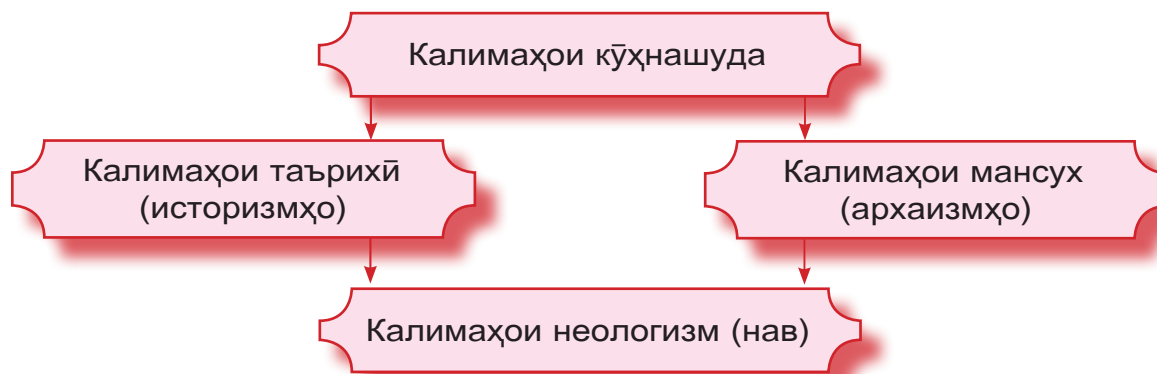 Калимаҳои кӯҳнашуда
Калимаҳои таърихӣ
(историзмҳо)
Калимаҳои мансух
(архаизмҳо)
Калимаҳои неологизм (нав)